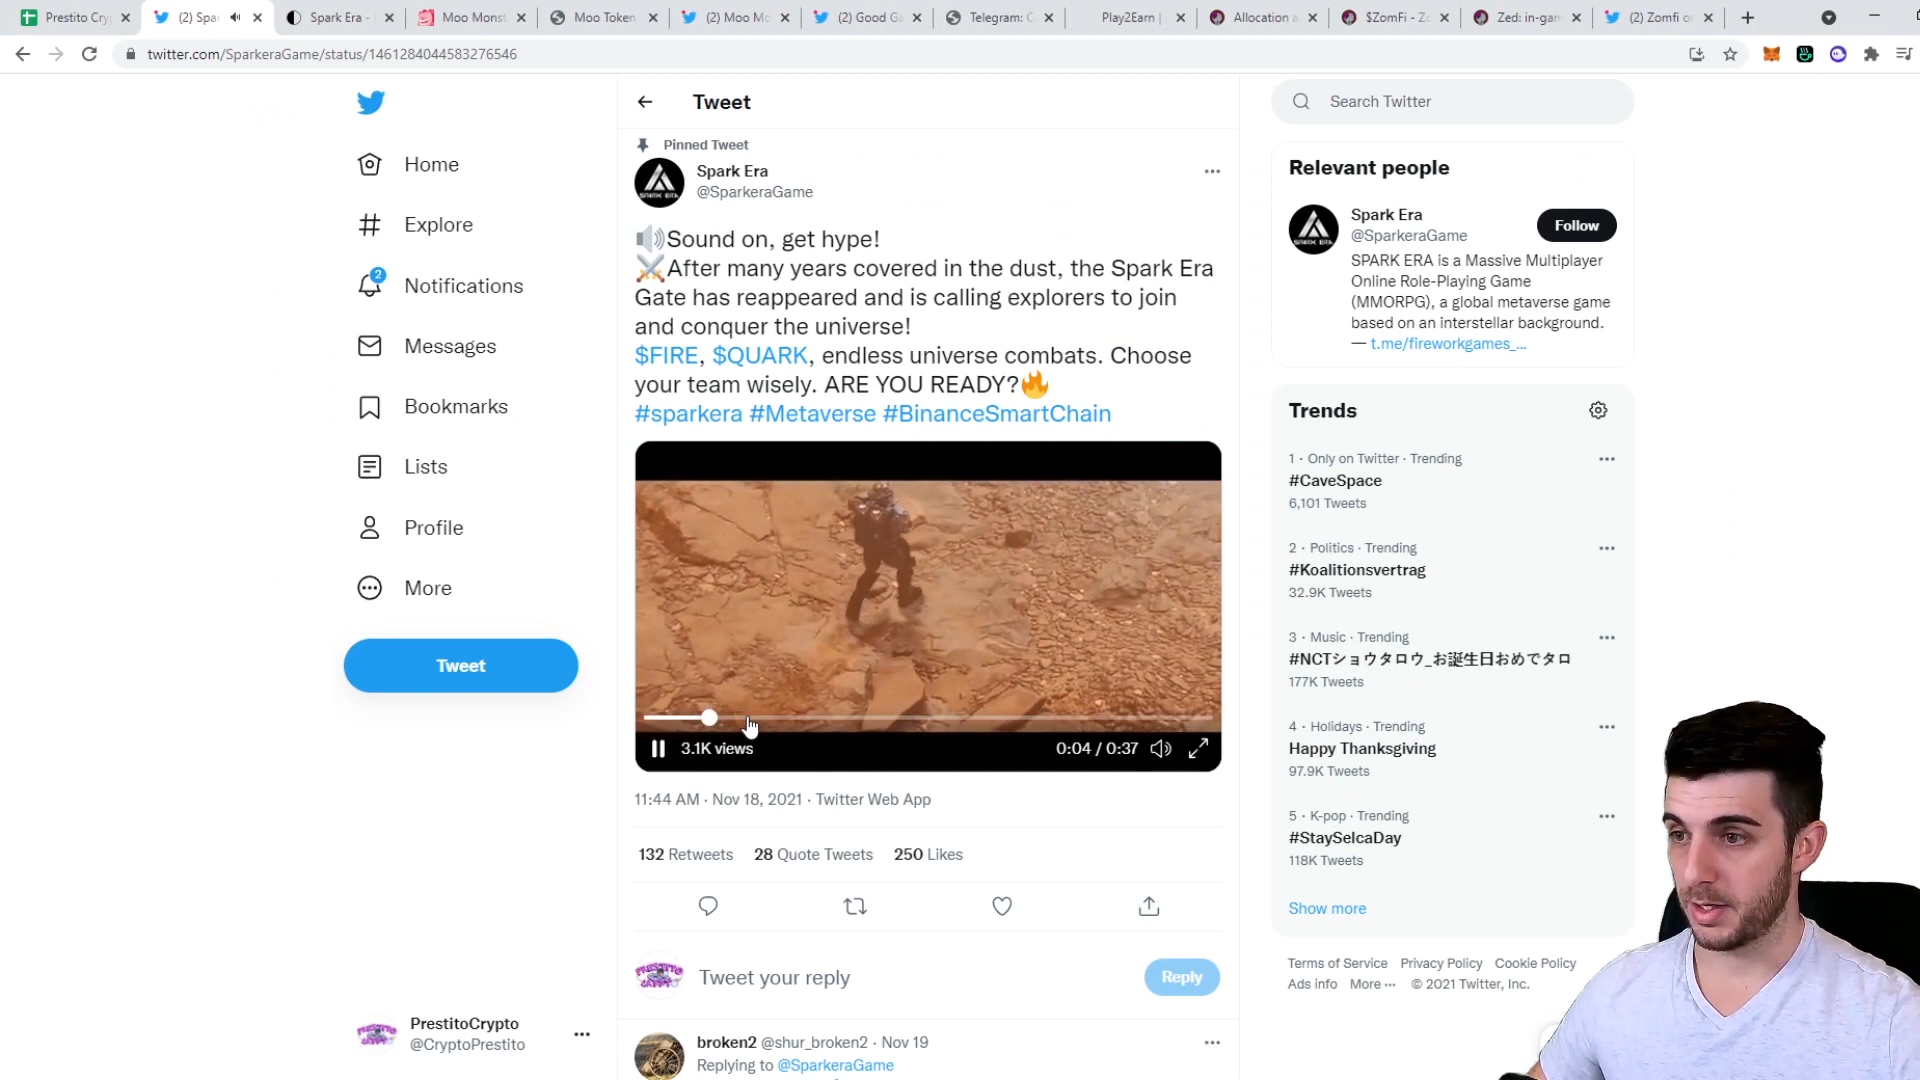 Prestito Cry
(2) Spa
Spark Era -
Moo Monst
Moo Token
(2) Moo Mo
(2) Good Ga
Telegram: C
Play2Earn |
Allocation a
$ZomFi - Zo
Zed: in-gam
(2) Zomfi o
twitter.com/SparkeraGame/status/1461284044583276546
Home
Explore
2
Notifications
Messages
Bookmarks
Lists
Profile
More
Tweet
PrestitoCrypto
@CryptoPrestito
Tweet
Pinned Tweet
Spark Era
@SparkeraGame
🔊Sound on, get hype!
⚔️After many years covered in the dust, the Spark Era
Gate has reappeared and is calling explorers to join
and conquer the universe!
$FIRE, $QUARK, endless universe combats. Choose
your team wisely. ARE YOU READY?🔥
#sparkera #Metaverse #BinanceSmartChain
3.1K views
0:04 / 0:37
11:44 AM · Nov 18, 2021 · Twitter Web App
132 Retweets 28 Quote Tweets 250 Likes
Tweet your reply
Reply
broken2 @shur_broken2 · Nov 19
Replying to @SparkeraGame
Search Twitter
Relevant people
Spark Era
@SparkeraGame
Follow
SPARK ERA is a Massive Multiplayer
Online Role-Playing Game
(MMORPG), a global metaverse game
based on an interstellar background.
— t.me/fireworkgames_...
Trends
1 · Only on Twitter · Trending
#CaveSpace
6,101 Tweets
2 · Politics · Trending
#Koalitionsvertrag
32.9K Tweets
3 · Music · Trending
#NCTショウタロウ_お誕生日おめでタロ
177K Tweets
4 · Holidays · Trending
Happy Thanksgiving
97.9K Tweets
5 · K-pop · Trending
#StaySelcaDay
118K Tweets
Show more
Terms of Service Privacy Policy Cookie Policy
Ads info More ··· © 2021 Twitter, Inc.